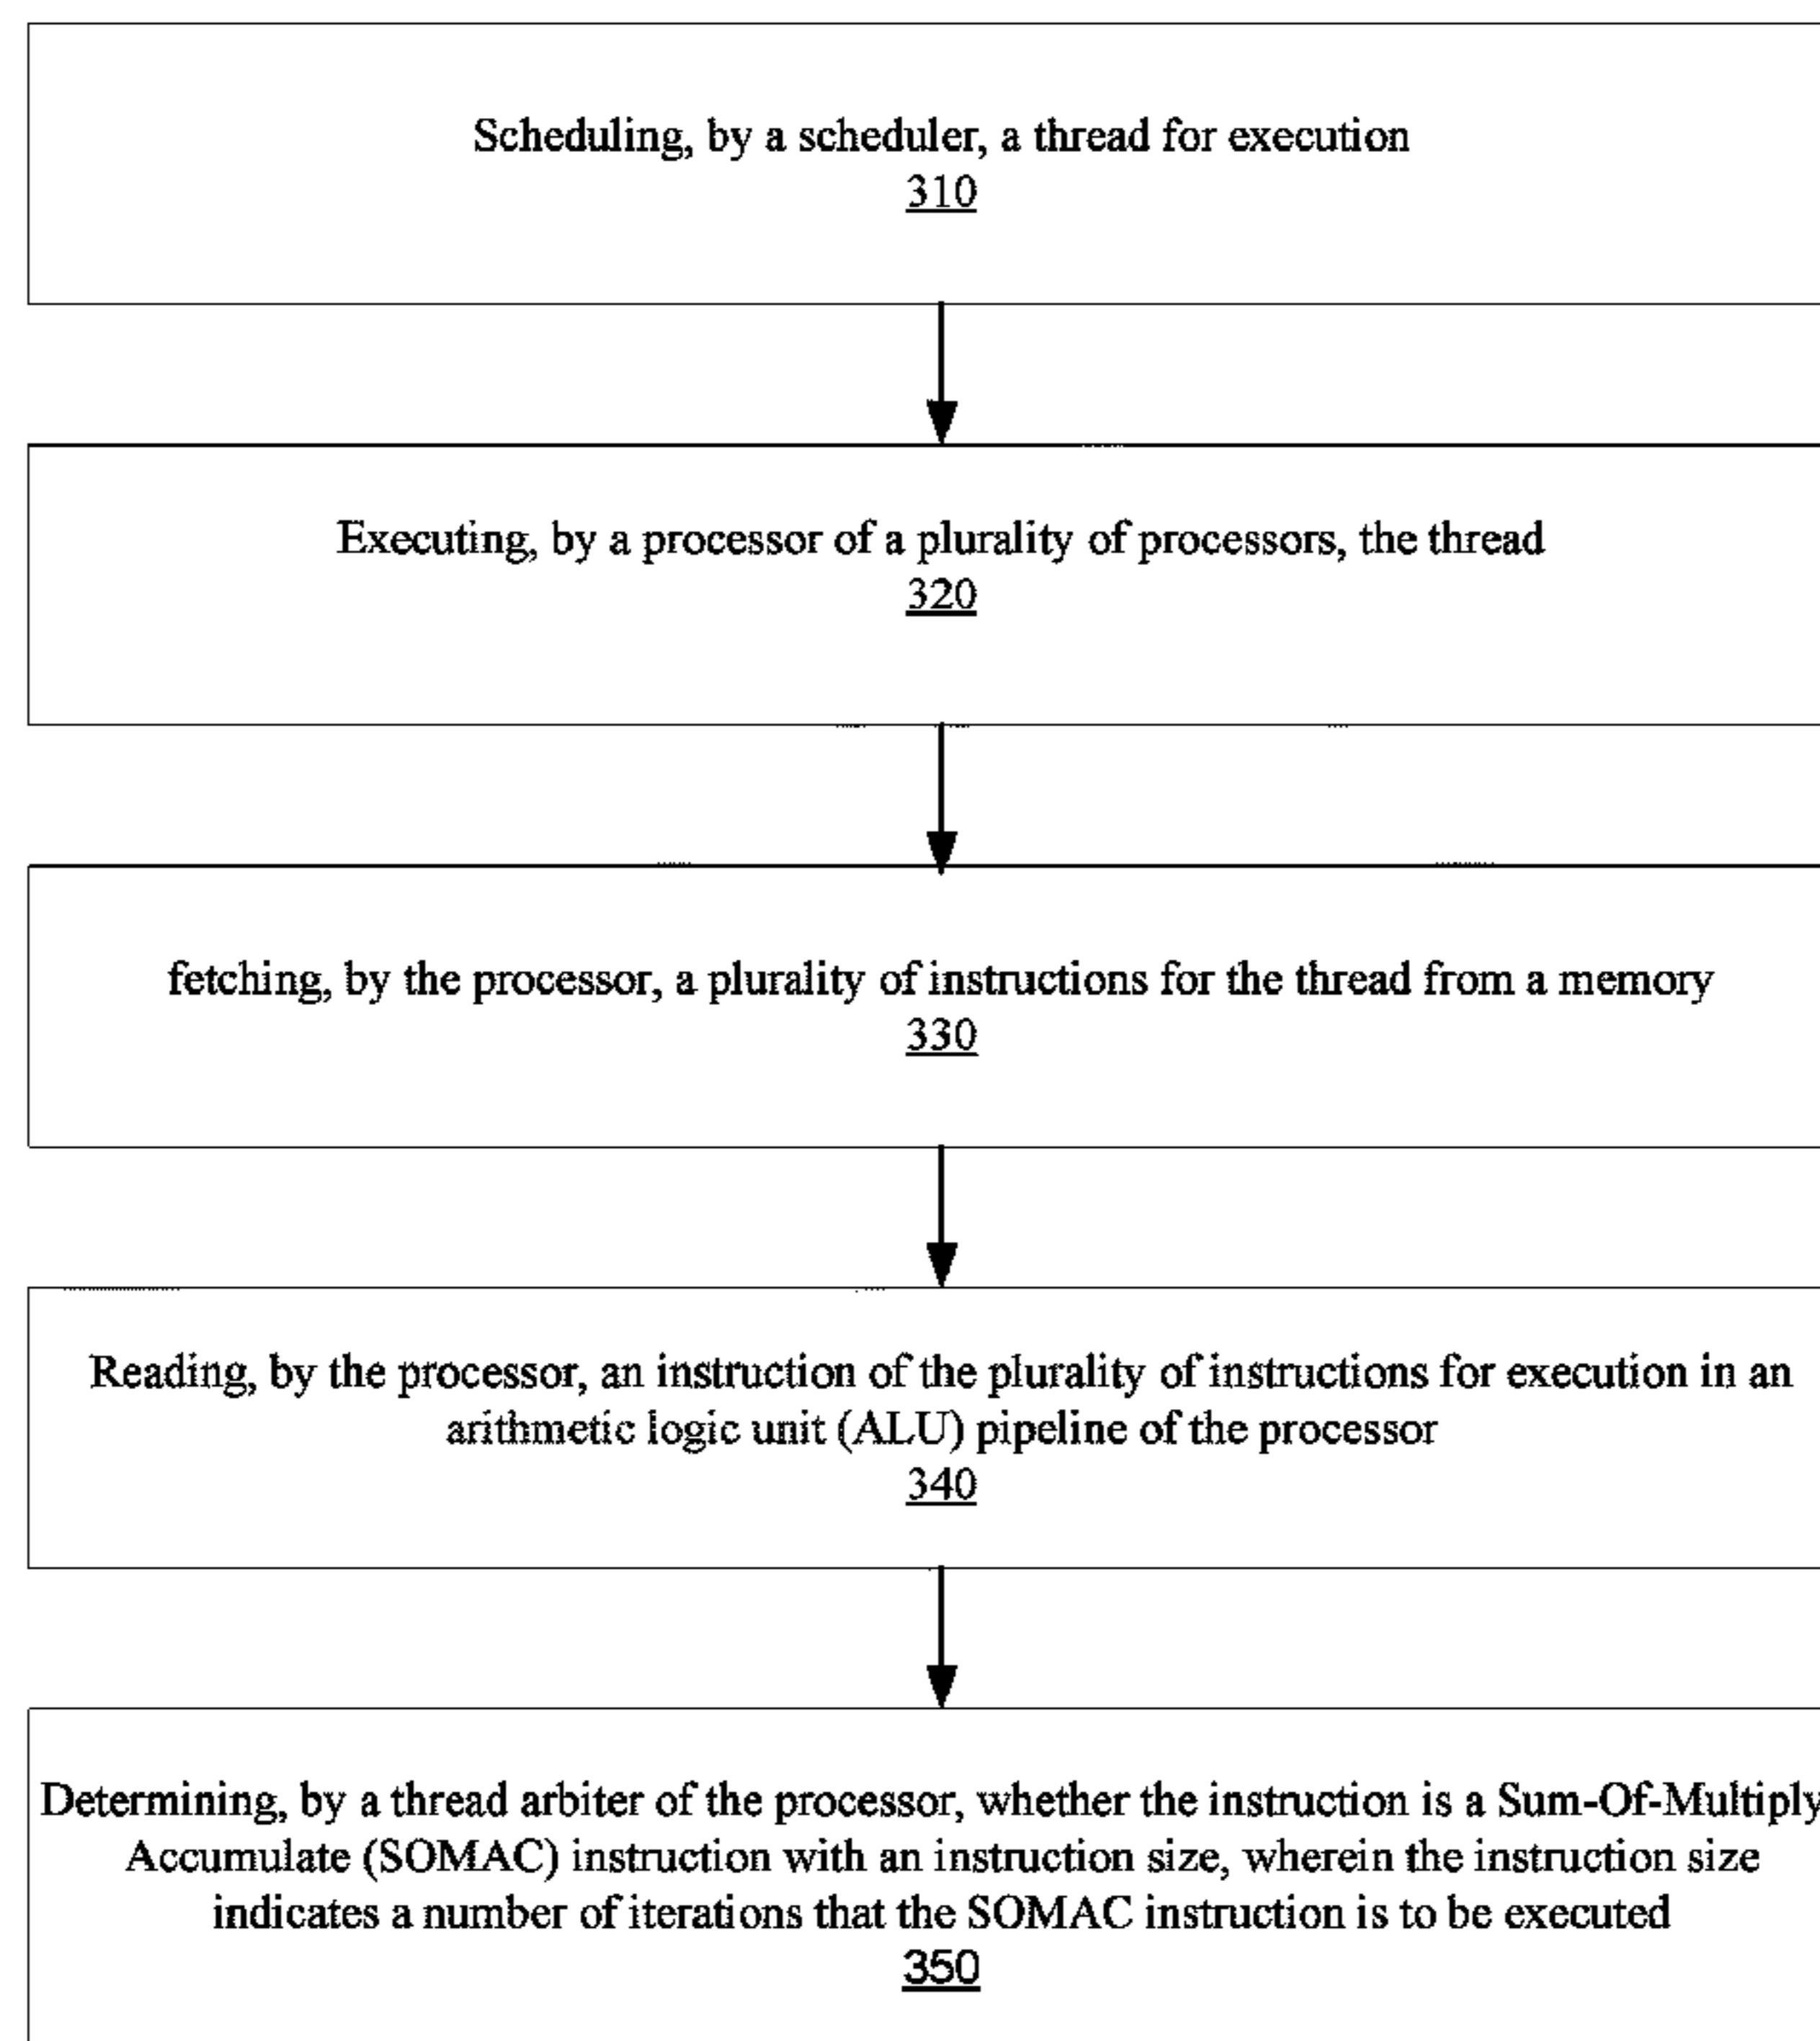 Scheduling, by a scheduler, a thread for execution
310
Executing, by a processor of a plurality of processors, the thread
320
fetching, by the processor, a plurality of instructions for the thread from a memory
330
Reading, by the processor, an instruction of the plurality of instructions for execution in an
arithmetic logic unit (ALU) pipeline of the processor
340
Determining, by a thread arbiter of the processor, whether the instruction is a Sum-Of-Multiply
Accumulate (SOMAC) instruction with an instruction size, wherein the instruction size
indicates a number of iterations that the SOMAC instruction is to be executed
350